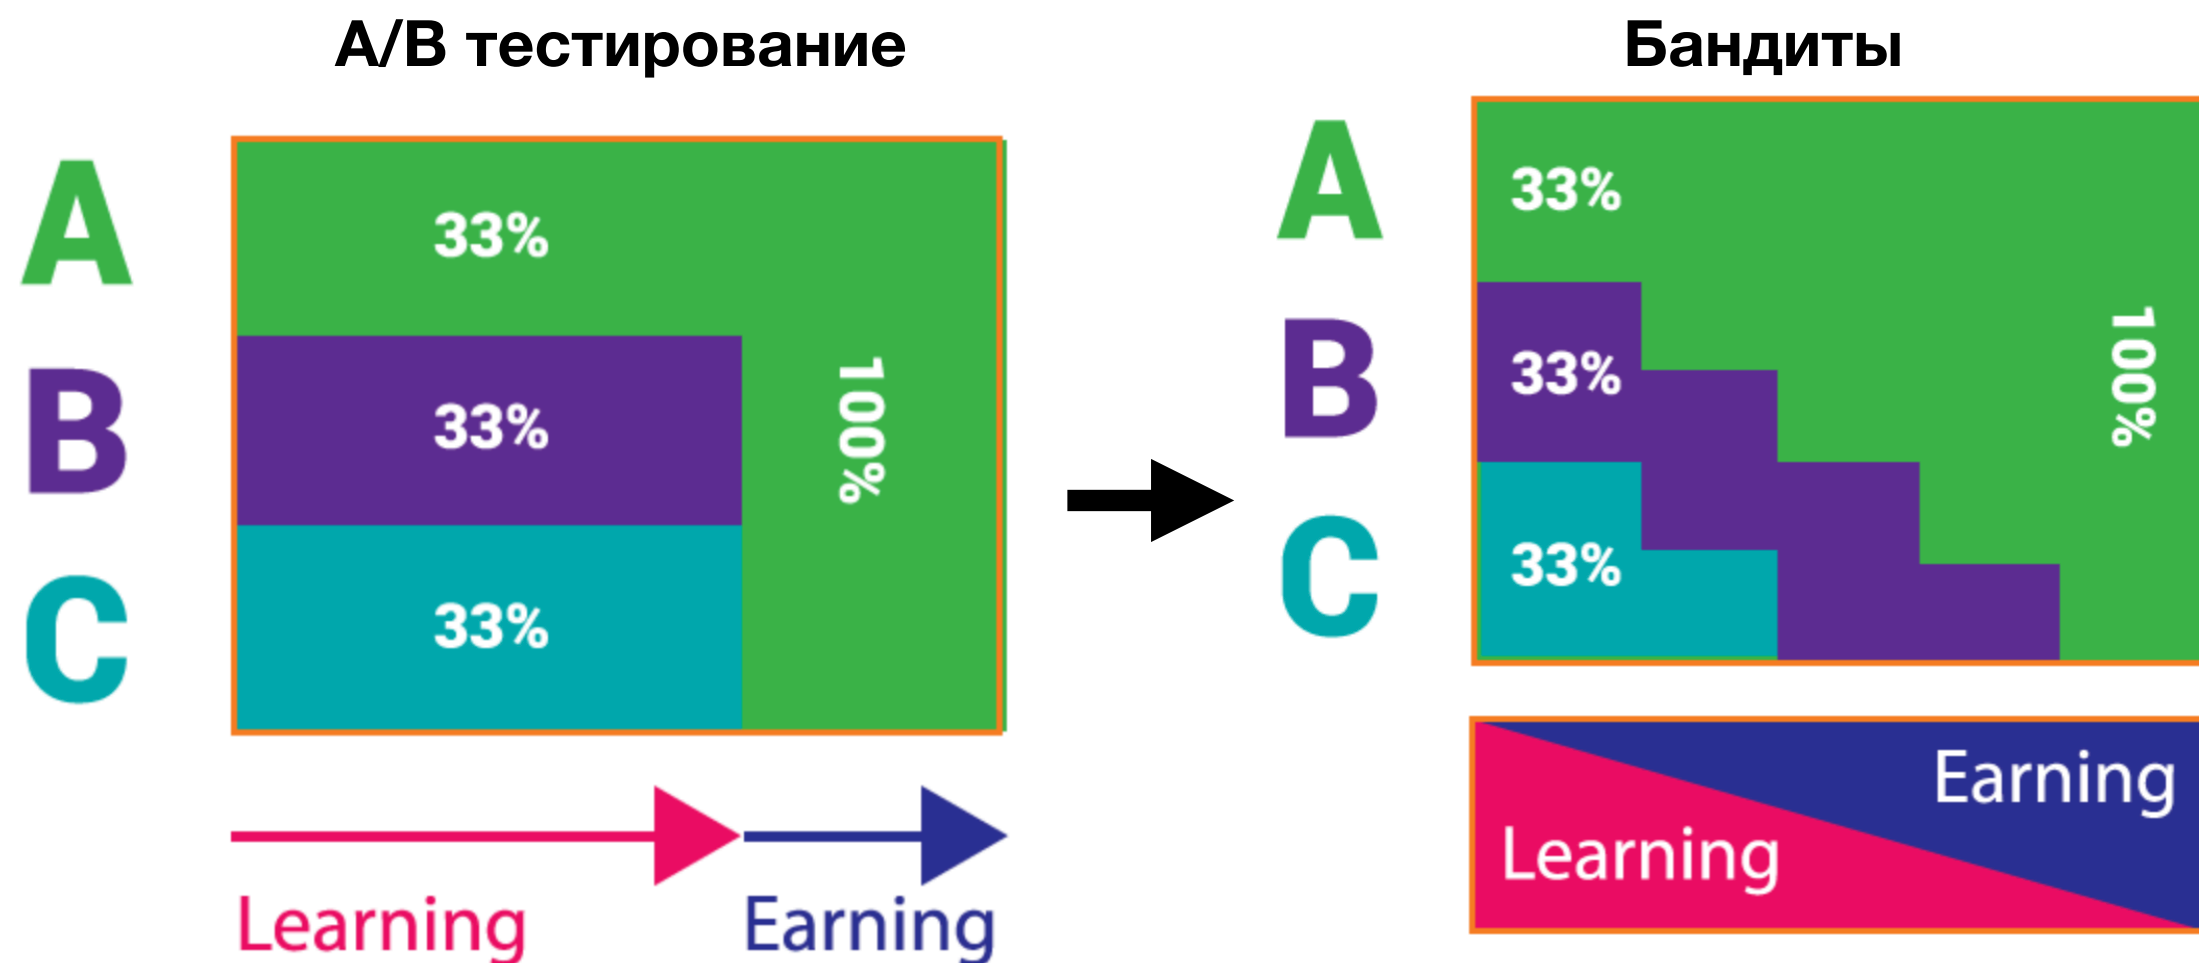 А/В тестирование
A
33%
B
33%
C
33%
100%
Learning
Earning
Бандиты
A
33%
B
33%
C
33%
100%
Earning
Learning